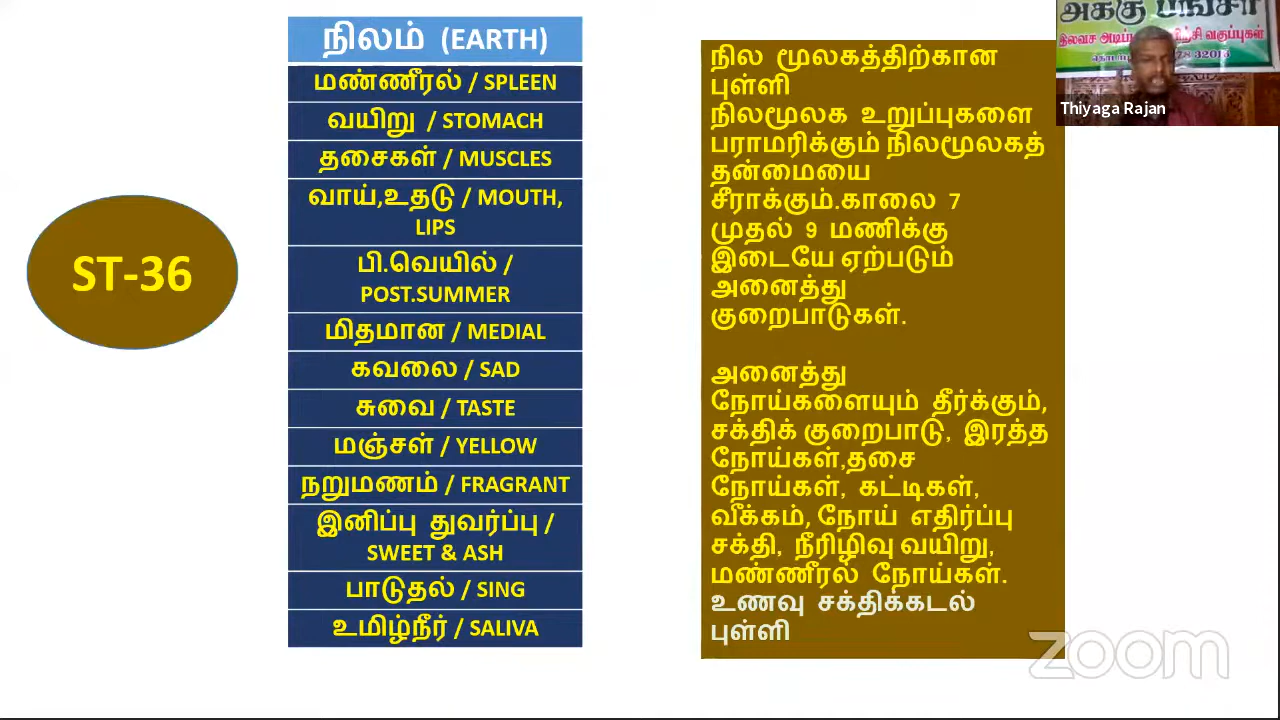 ST-36
நிலம் (EARTH)
மண்ணீரல் / SPLEEN
வயிறு / STOMACH
தசைகள் / MUSCLES
வாய்,உதடு / MOUTH,
LIPS
பி.வெயில் /
POST.SUMMER
மிதமான / MEDIAL
கவலை / SAD
சுவை / TASTE
மஞ்சள் / YELLOW
நறுமணம் / FRAGRANT
இனிப்பு துவர்ப்பு /
SWEET & ASH
பாடுதல் / SING
உமிழ்நீர் / SALIVA
நில மூலகத்திற்கான
புள்ளி
நிலமூலக உறுப்புகளை
பராமரிக்கும் நிலமூலகத்
தன்மையை
சீராக்கும்.காலை 7
முதல் 9 மணிக்கு
இடையே ஏற்படும்
அனைத்து
குறைபாடுகள்.
அனைத்து
நோய்களையும் தீர்க்கும்,
சக்திக் குறைபாடு, இரத்த
நோய்கள்,தசை
நோய்கள், கட்டிகள்,
வீக்கம், நோய் எதிர்ப்பு
சக்தி, நீரிழிவு வயிறு,
மண்ணீரல் நோய்கள்.
உணவு சக்திக்கடல்
புள்ளி
அக்கு பங்சர்
Thiyaga Rajan
zoom